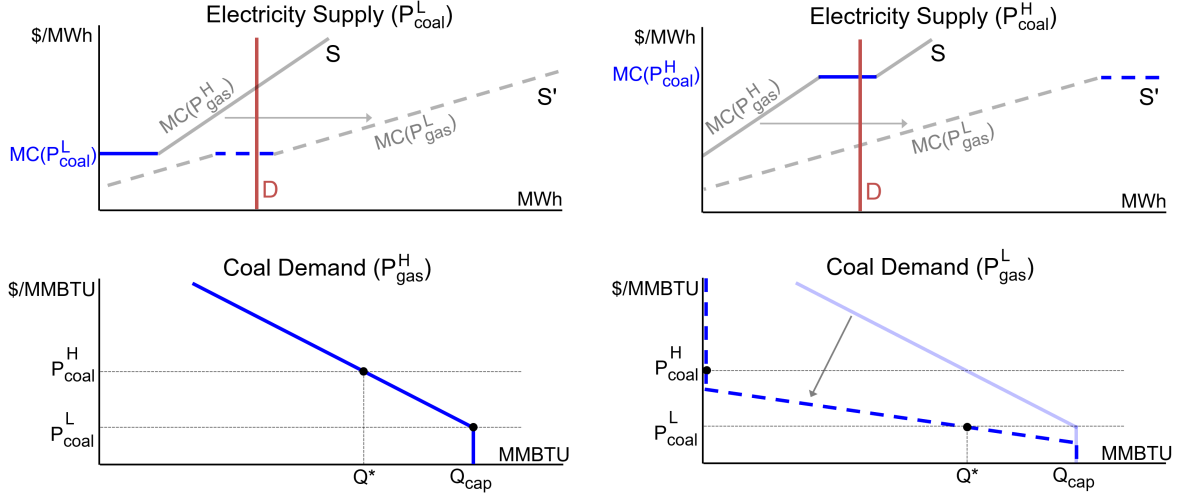 Electricity Supply (P^L_coal)
$/MWh
S
MC(P^H_gas)
S'
MC(P^L_gas)
MC(P^L_coal)
D
MWh
Electricity Supply (P^H_coal)
$/MWh
S
MC(P^H_coal)
MC(P^H_gas)
S'
MC(P^L_gas)
D
MWh
Coal Demand (P^H_gas)
$/MMBTU
P^H_coal
P^L_coal
MMBTU
Q*
Q_cap
Coal Demand (P^L_gas)
$/MMBTU
P^H_coal
P^L_coal
MMBTU
Q*
Q_cap